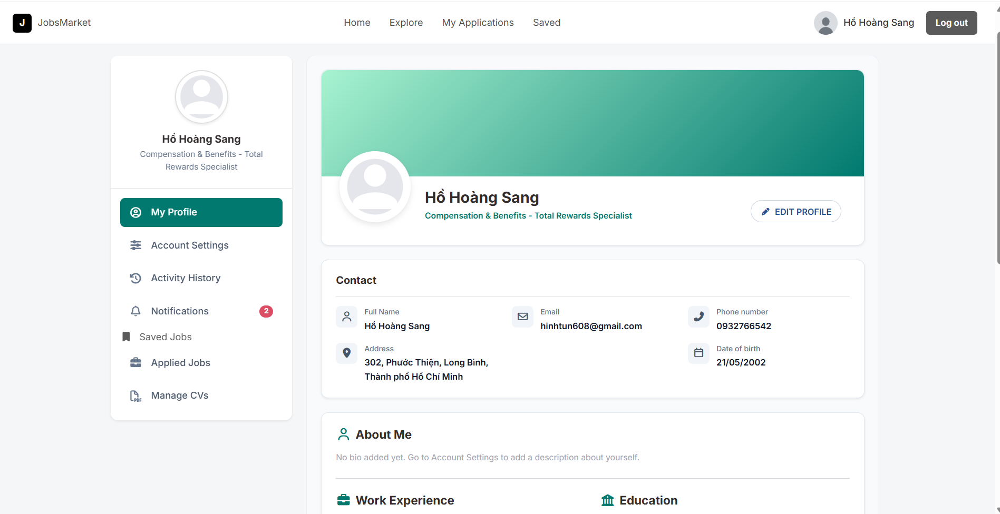 J JobsMarket
Home Explore My Applications Saved
Hồ Hoàng Sang
Log out
Hồ Hoàng Sang
Compensation & Benefits - Total
Rewards Specialist
My Profile
Account Settings
Activity History
Notifications 2
Saved Jobs
Applied Jobs
PDF Manage CVs
Hồ Hoàng Sang
Compensation & Benefits - Total Rewards Specialist
EDIT PROFILE
Contact
Full Name
Hồ Hoàng Sang
Email
hinhtun608@gmail.com
Phone number
0932766542
Address
302, Phước Thiện, Long Bình,
Thành phố Hồ Chí Minh
Date of birth
21/05/2002
About Me
No bio added yet. Go to Account Settings to add a description about yourself.
Work Experience
Education